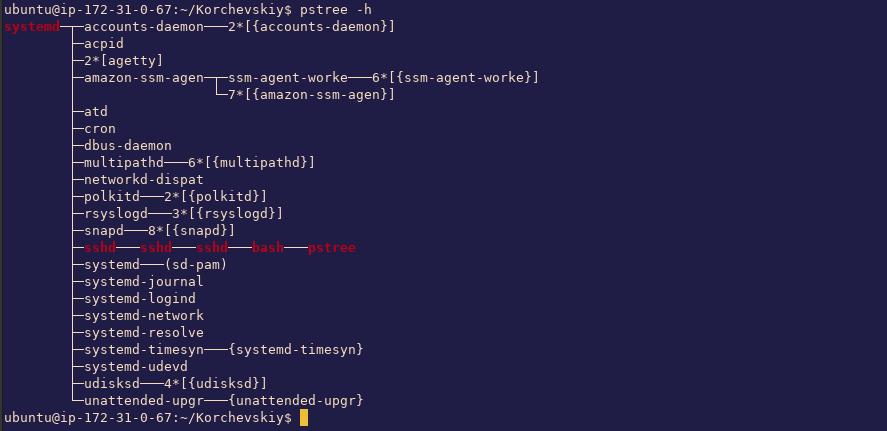 ubuntu@ip-172-31-0-67:~/Korchevskiy$ pstree -h
systemd─┬─accounts-daemon───2*[{accounts-daemon}]
        ├─acpid
        ├─2*[agetty]
        ├─amazon-ssm-agen─┬─ssm-agent-worke───6*[{ssm-agent-worke}]
        │                 └─7*[{amazon-ssm-agen}]
        ├─atd
        ├─cron
        ├─dbus-daemon
        ├─multipathd───6*[{multipathd}]
        ├─networkd-dispat
        ├─polkitd───2*[{polkitd}]
        ├─rsyslogd───3*[{rsyslogd}]
        ├─snapd───8*[{snapd}]
        ├─sshd───sshd───sshd───bash───pstree
        ├─systemd───(sd-pam)
        ├─systemd-journal
        ├─systemd-logind
        ├─systemd-network
        ├─systemd-resolve
        ├─systemd-timesyn───{systemd-timesyn}
        ├─systemd-udevd
        ├─udisksd───4*[{udisksd}]
        └─unattended-upgr───{unattended-upgr}
ubuntu@ip-172-31-0-67:~/Korchevskiy$